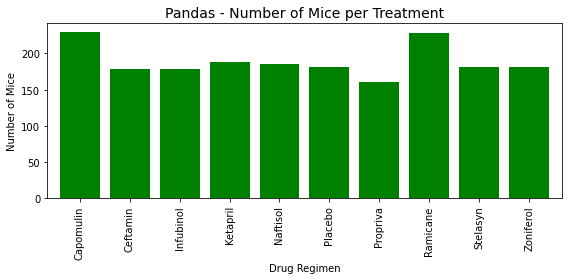 Pandas - Number of Mice per Treatment
Number of Mice
200
150
100
50
0
Capomulin
Ceftamin
Infubinol
Ketapril
Naftisol
Placebo
Propriva
Ramicane
Stelasyn
Zoniferol
Drug Regimen